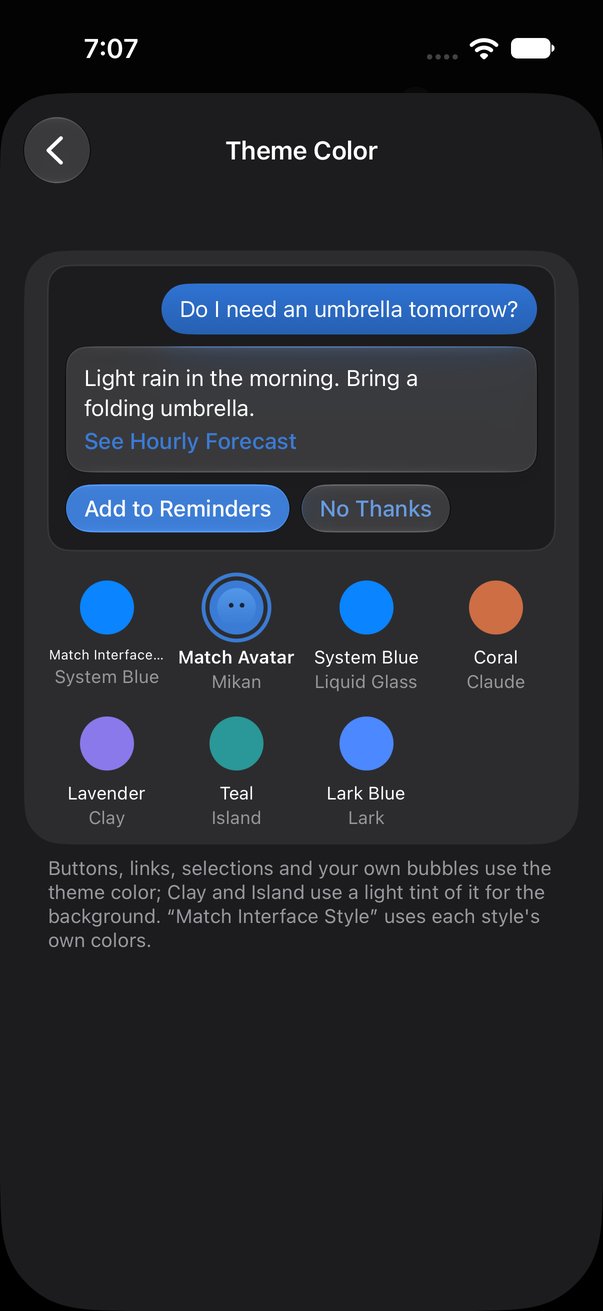 7:07
Theme Color
Do I need an umbrella tomorrow?
Light rain in the morning. Bring a
folding umbrella.
See Hourly Forecast
Add to Reminders
No Thanks
Match Interface...
System Blue
Match Avatar
Mikan
System Blue
Liquid Glass
Coral
Claude
Lavender
Clay
Teal
Island
Lark Blue
Lark
Buttons, links, selections and your own bubbles use the
theme color; Clay and Island use a light tint of it for the
background. “Match Interface Style” uses each style's
own colors.